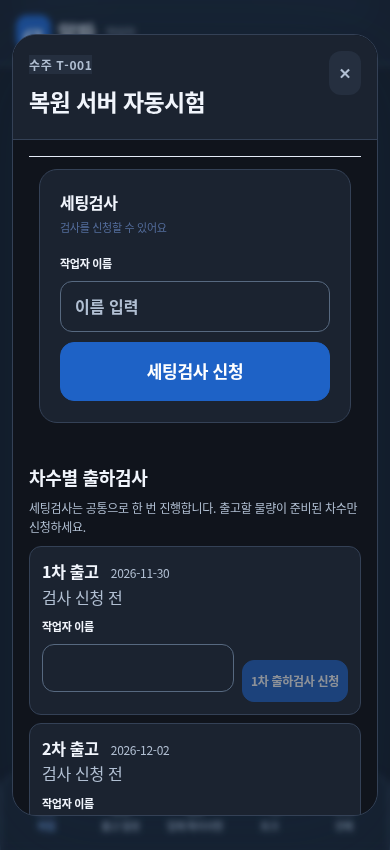 수주 T-001
복원 서버 자동시험
×
세팅검사
검사를 신청할 수 있어요
작업자 이름
이름 입력
세팅검사 신청
차수별 출하검사
세팅검사는 공통으로 한 번 진행합니다. 출고할 물량이 준비된 차수만
신청하세요.
1차 출고 2026-11-30
검사 신청 전
작업자 이름
1차 출하검사 신청
2차 출고 2026-12-02
검사 신청 전
작업자 이름